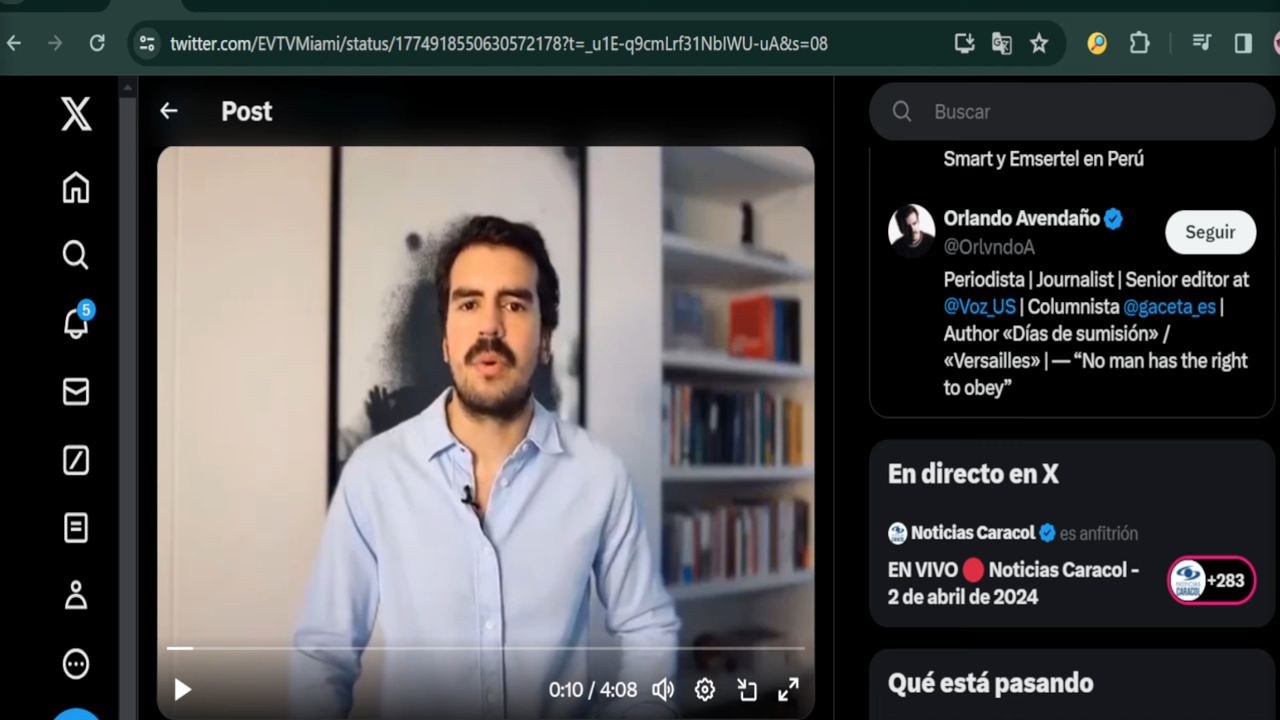 twitter.com/EVTVMiami/status/1774918550630572178?t=_u1E-q9cmLrf31NbIWU-uA&s=08
X
5
Post
0:10 / 4:08
Buscar
Smart y Emsertel en Perú
Orlando Avendaño
@OrlvndoA
Seguir
Periodista | Journalist | Senior editor at
@Voz_US | Columnista @gaceta_es |
Author «Días de sumisión» /
«Versailles» | — “No man has the right
to obey”
En directo en X
Noticias Caracol es anfitrión
EN VIVO 🔴 Noticias Caracol -
2 de abril de 2024
NOTICIAS
CARACOL
+283
Qué está pasando